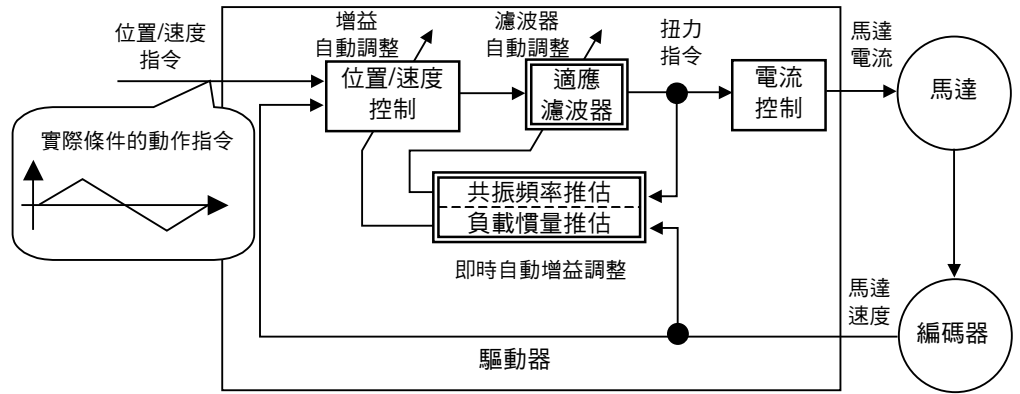 位置/速度
指令
增益
自動調整
濾波器
自動調整
扭力
指令
馬達
電流
位置/速度
控制
適應
濾波器
電流
控制
馬達
實際條件的動作指令
共振頻率推估
負載慣量推估
即時自動增益調整
馬達
速度
編碼器
驅動器